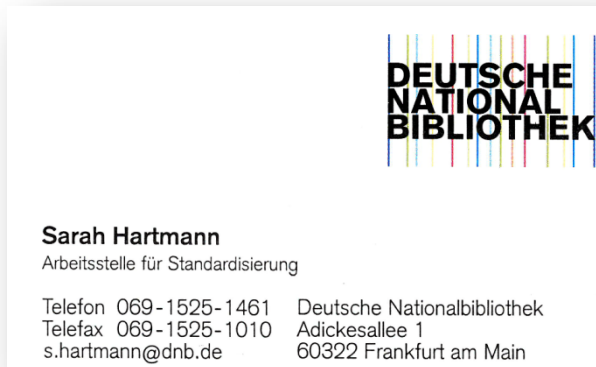 DEUTSCHE
NATIONAL
BIBLIOTHEK
Sarah Hartmann
Arbeitsstelle für Standardisierung
Telefon 069-1525-1461
Telefax 069-1525-1010
s.hartmann@dnb.de
Deutsche Nationalbibliothek
Adickesallee 1
60322 Frankfurt am Main